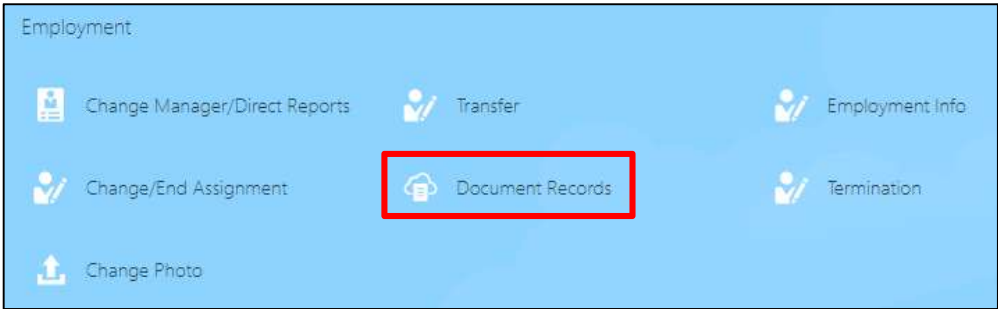 Employment
Change Manager/Direct Reports
Transfer
Employment Info
Change/End Assignment
Document Records
Termination
Change Photo